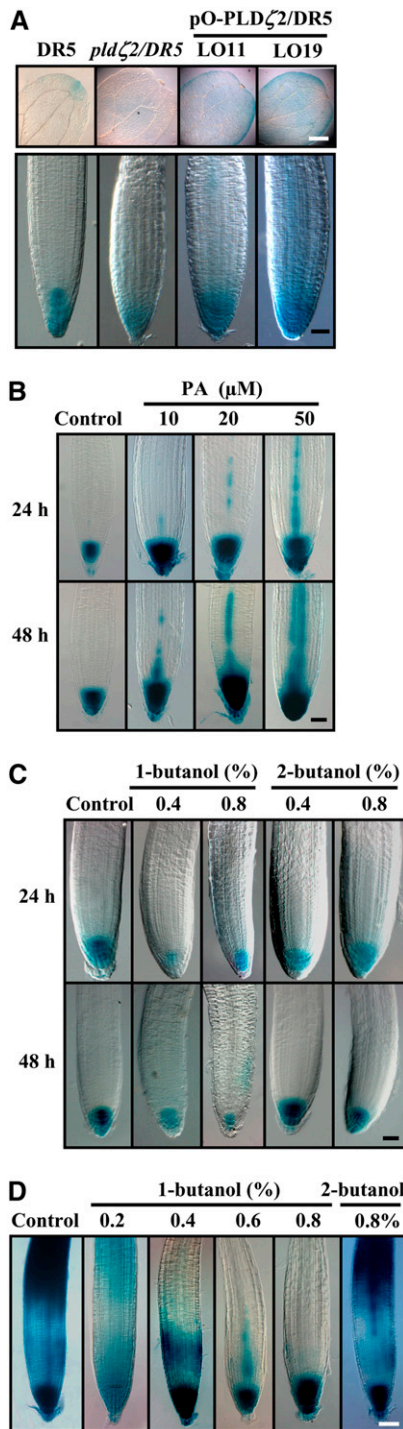 A
pO-PLDζ2/DR5
DR5 pldζ2/DR5 LO11 LO19
B
PA (μM)
Control 10 20 50
24 h
48 h
C
1-butanol (%) 2-butanol (%)
Control 0.4 0.8 0.4 0.8
24 h
48 h
D
1-butanol (%) 2-butanol
Control 0.2 0.4 0.6 0.8 0.8%